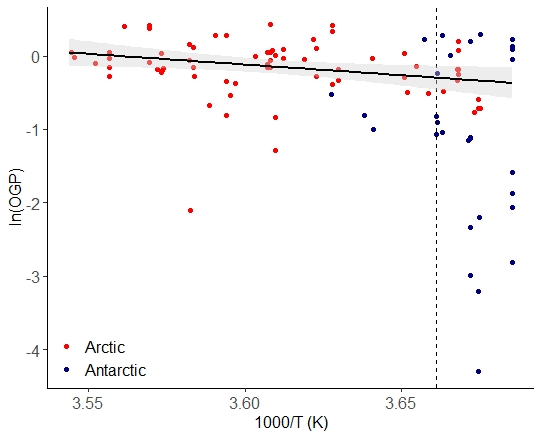 0
-1
-2
-3
-4
ln(OGP)
Arctic
Antarctic
3.55 3.60 3.65
1000/T (K)